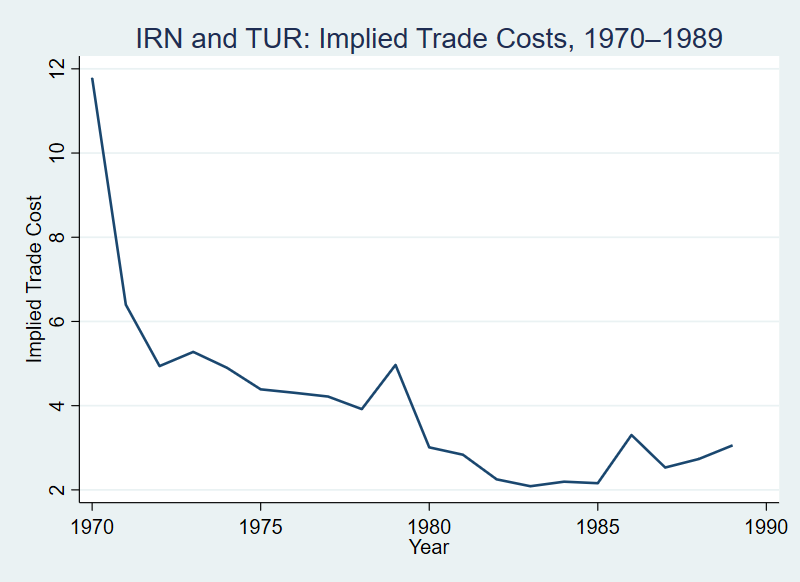 IRN and TUR: Implied Trade Costs, 1970–1989
Implied Trade Cost
12
10
8
6
4
2
1970 1975 1980 1985 1990
Year